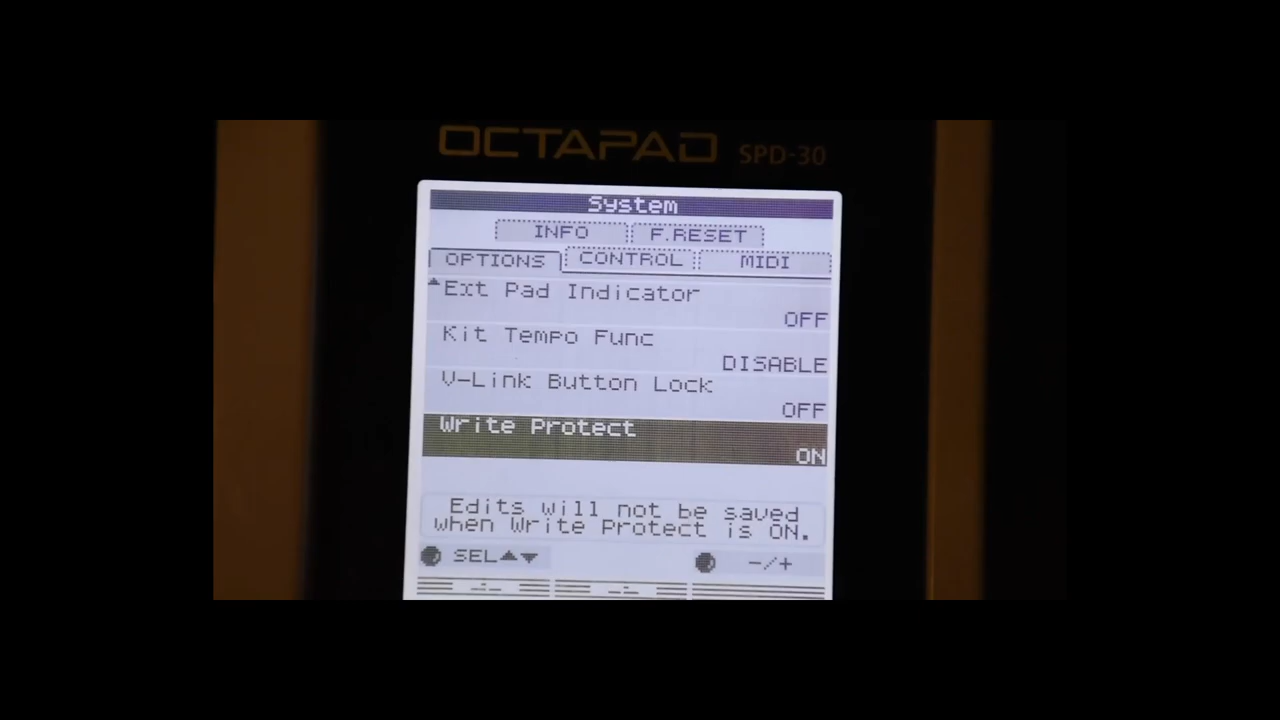 OCTAPAD SPD-30
System
INFO F.RESET
OPTIONS CONTROL MIDI
Ext Pad Indicator
OFF
Kit Tempo Func
DISABLE
V-Link Button Lock
OFF
Write Protect
ON
Edits will not be saved
when Write Protect is ON.
SEL▲▼ -/+